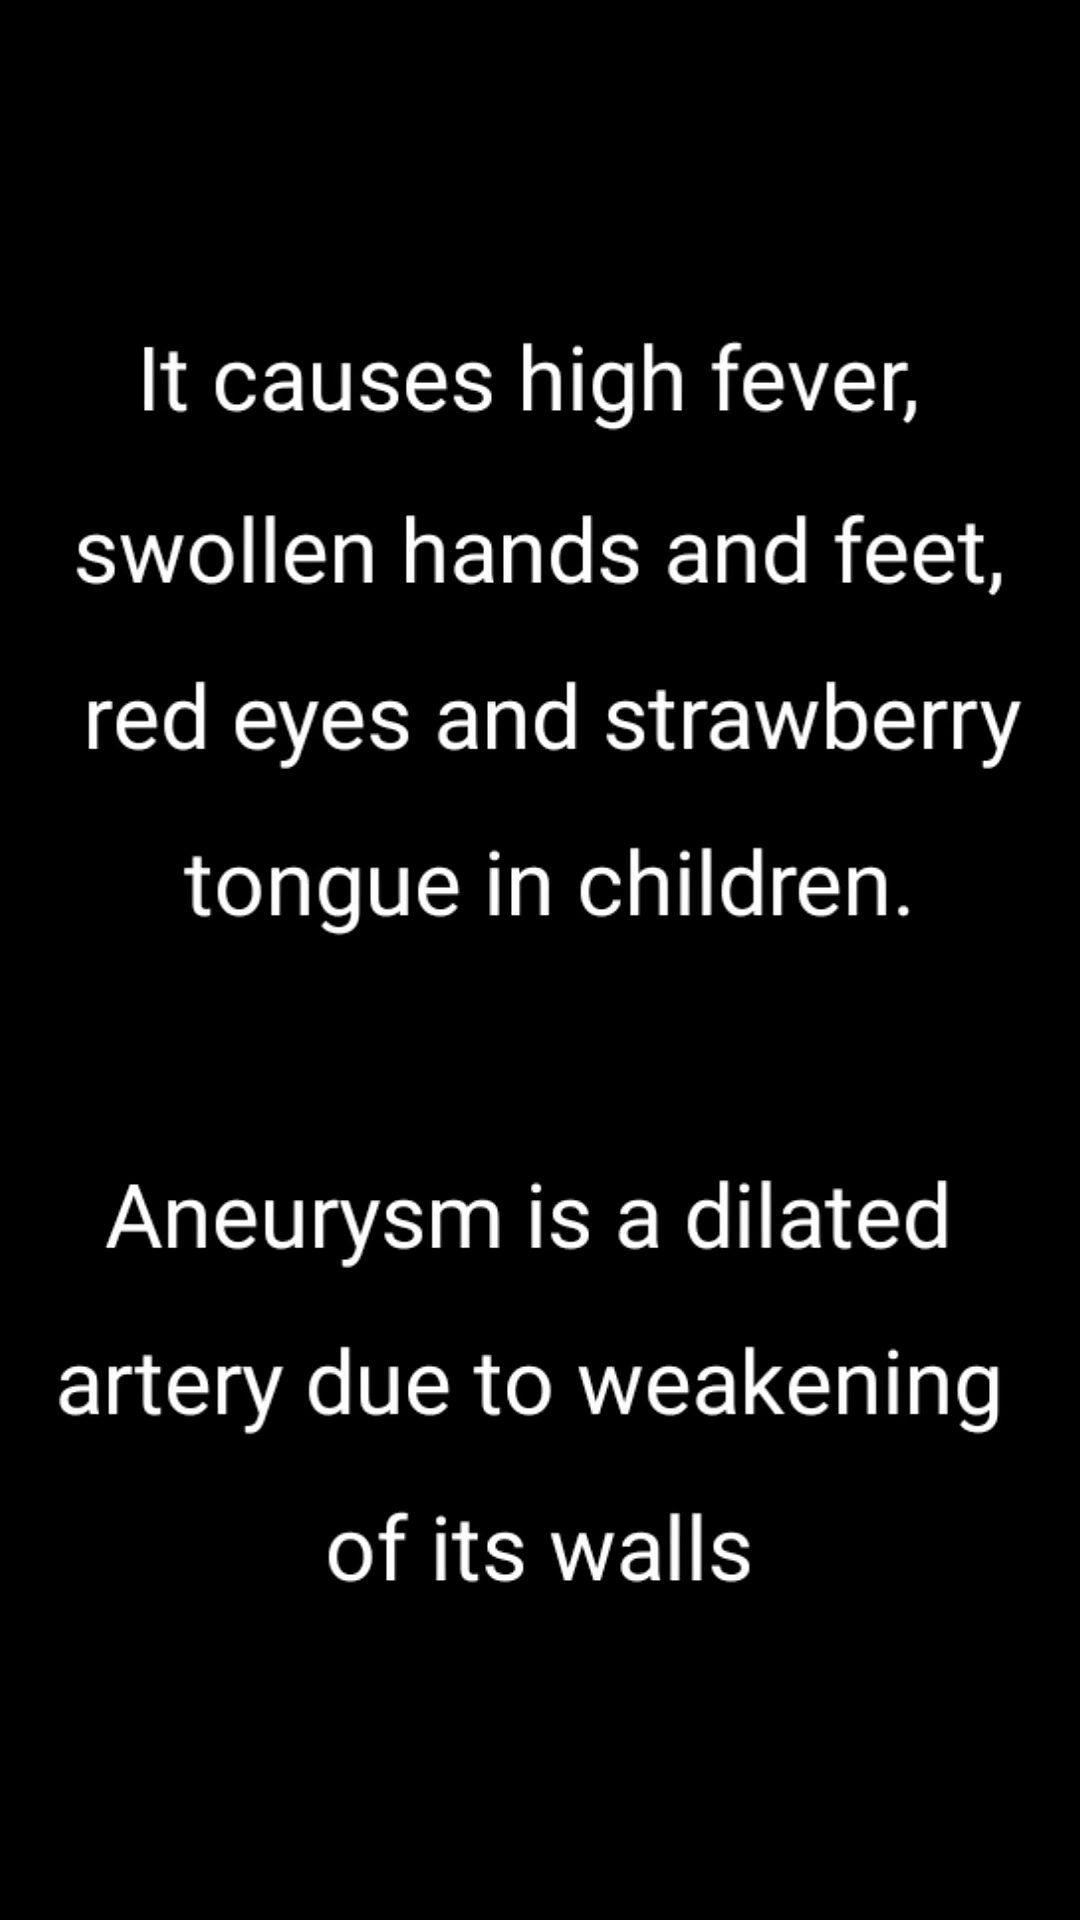 It causes high fever,
swollen hands and feet,
red eyes and strawberry
tongue in children.
Aneurysm is a dilated
artery due to weakening
of its walls